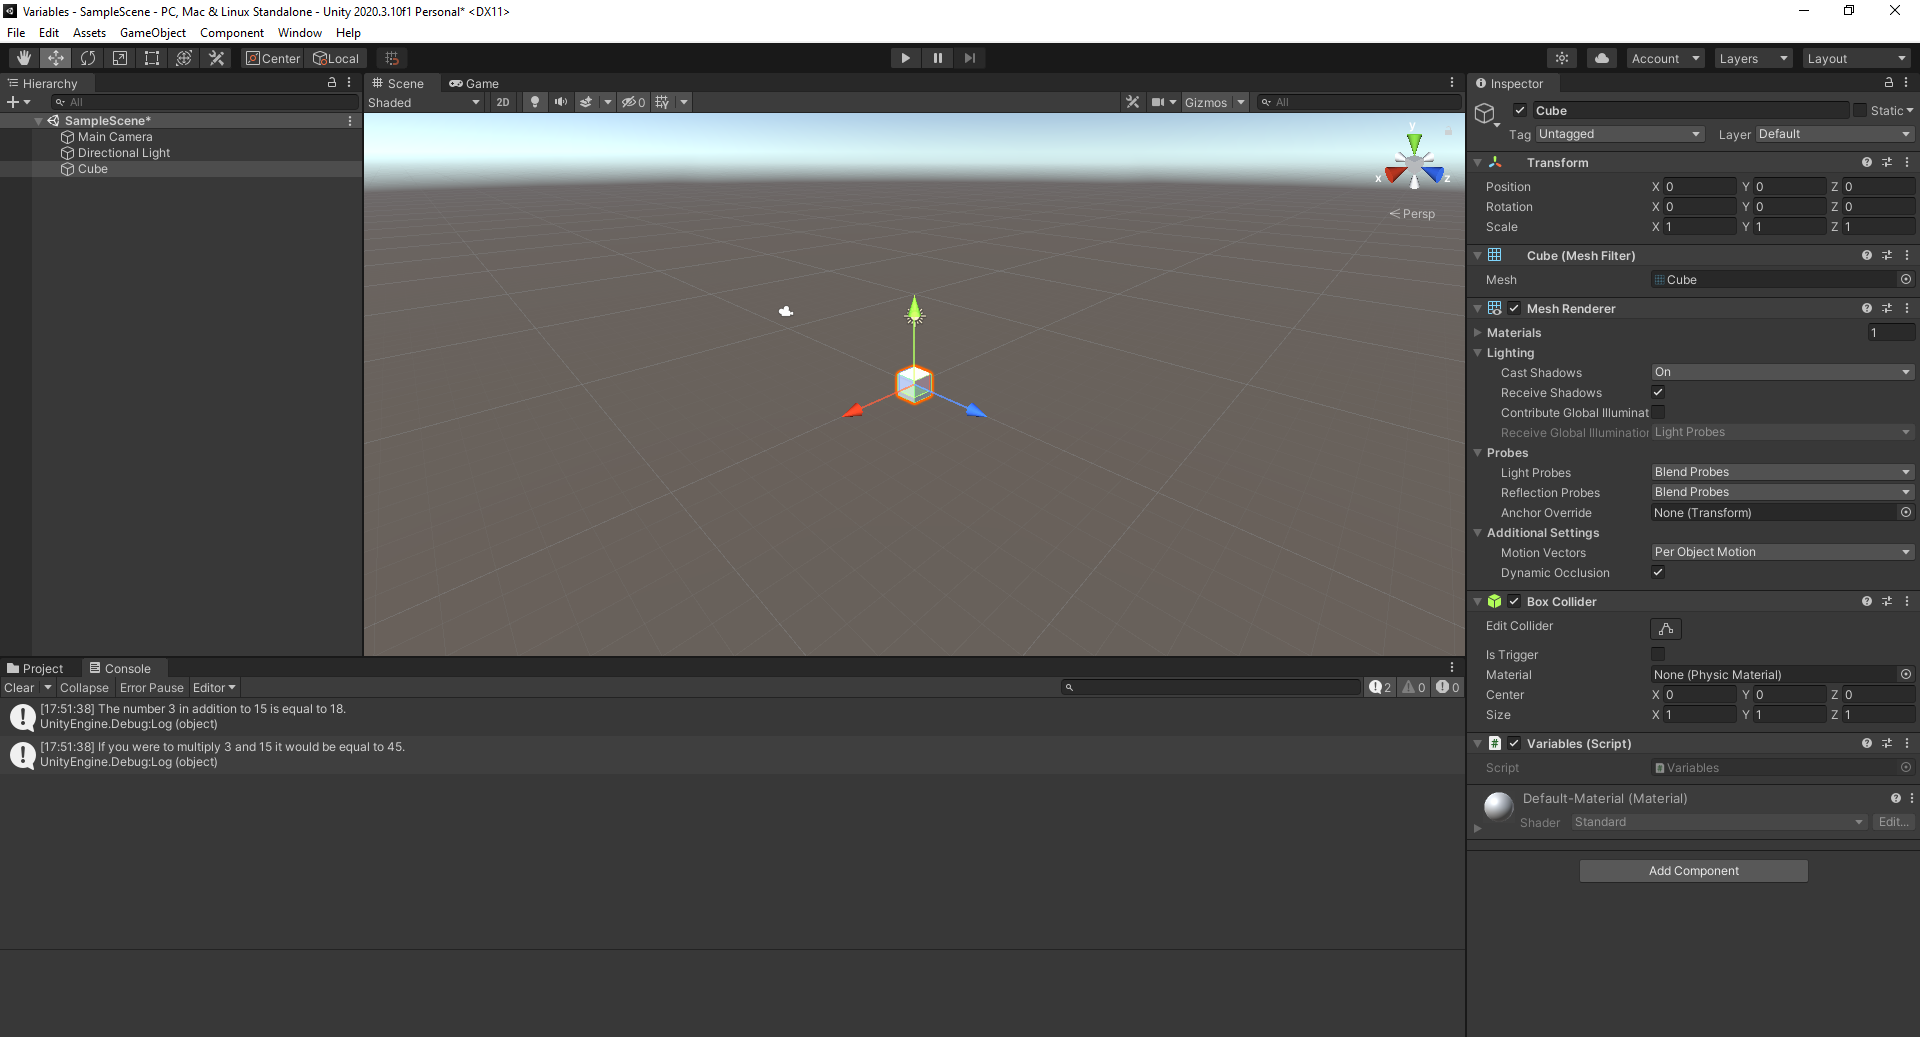 Variables - SampleScene - PC, Mac & Linux Standalone - Unity 2020.3.10f1 Personal* <DX11>
File Edit Assets GameObject Component Window Help
Center Local Account Layers Layout
Hierarchy
All
SampleScene*
Main Camera
Directional Light
Cube
Scene Game
Shaded 2D 0 Gizmos All
y
x z
Persp
Project Console
Clear Collapse Error Pause Editor 2 0 0
[17:51:38] The number 3 in addition to 15 is equal to 18.
UnityEngine.Debug:Log (object)
[17:51:38] If you were to multiply 3 and 15 it would be equal to 45.
UnityEngine.Debug:Log (object)
Inspector
Cube Static
Tag Untagged Layer Default
Transform
Position X 0 Y 0 Z 0
Rotation X 0 Y 0 Z 0
Scale X 1 Y 1 Z 1
Cube (Mesh Filter)
Mesh Cube
Mesh Renderer
Materials 1
Lighting
Cast Shadows On
Receive Shadows
Contribute Global Illuminat
Receive Global Illumination Light Probes
Probes
Light Probes Blend Probes
Reflection Probes Blend Probes
Anchor Override None (Transform)
Additional Settings
Motion Vectors Per Object Motion
Dynamic Occlusion
Box Collider
Edit Collider
Is Trigger
Material None (Physic Material)
Center X 0 Y 0 Z 0
Size X 1 Y 1 Z 1
# Variables (Script)
Script Variables
Default-Material (Material)
Shader Standard Edit...
Add Component